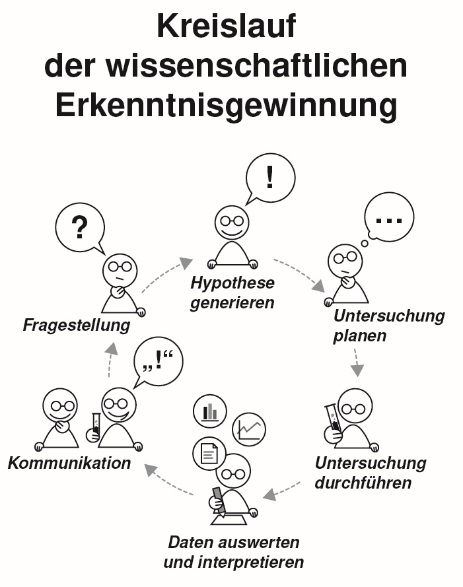 Kreislauf
der wissenschaftlichen
Erkenntnisgewinnung
!
?
...
Hypothese
generieren
Fragestellung
Untersuchung
planen
„!“
Kommunikation
Untersuchung
durchführen
Daten auswerten
und interpretieren